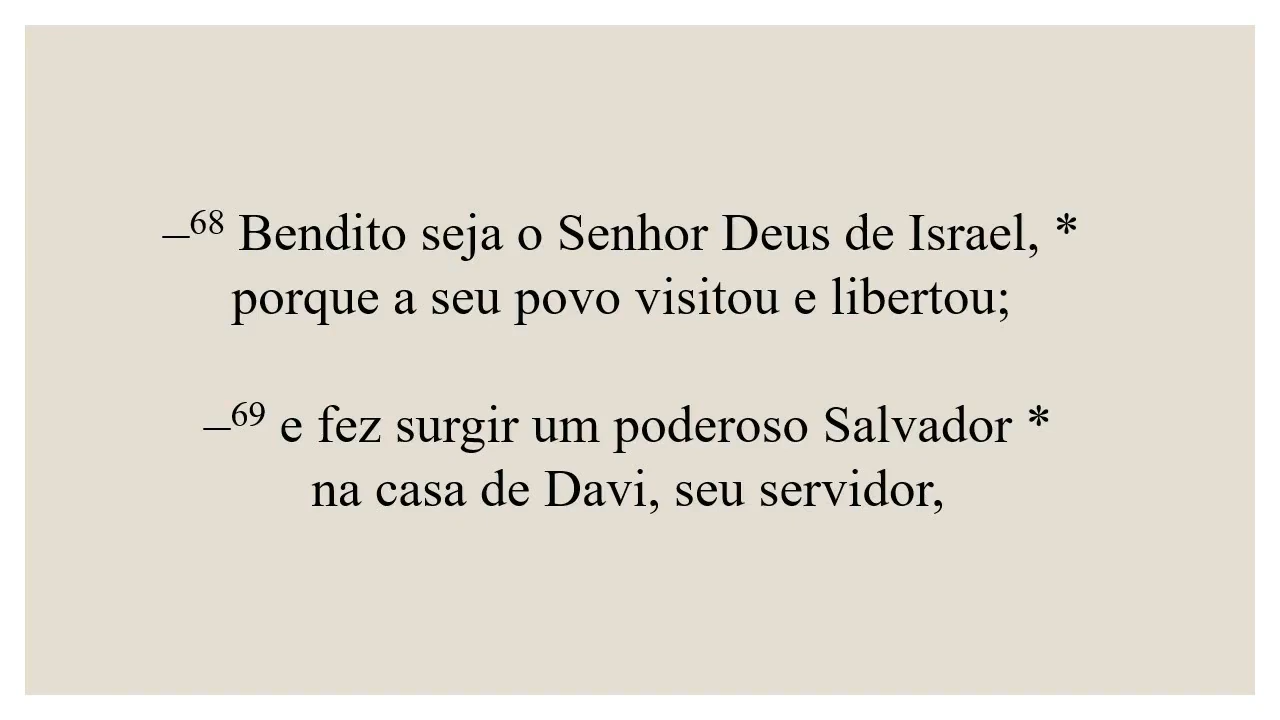 –⁶⁸ Bendito seja o Senhor Deus de Israel, *
porque a seu povo visitou e libertou;
–⁶⁹ e fez surgir um poderoso Salvador *
na casa de Davi, seu servidor,